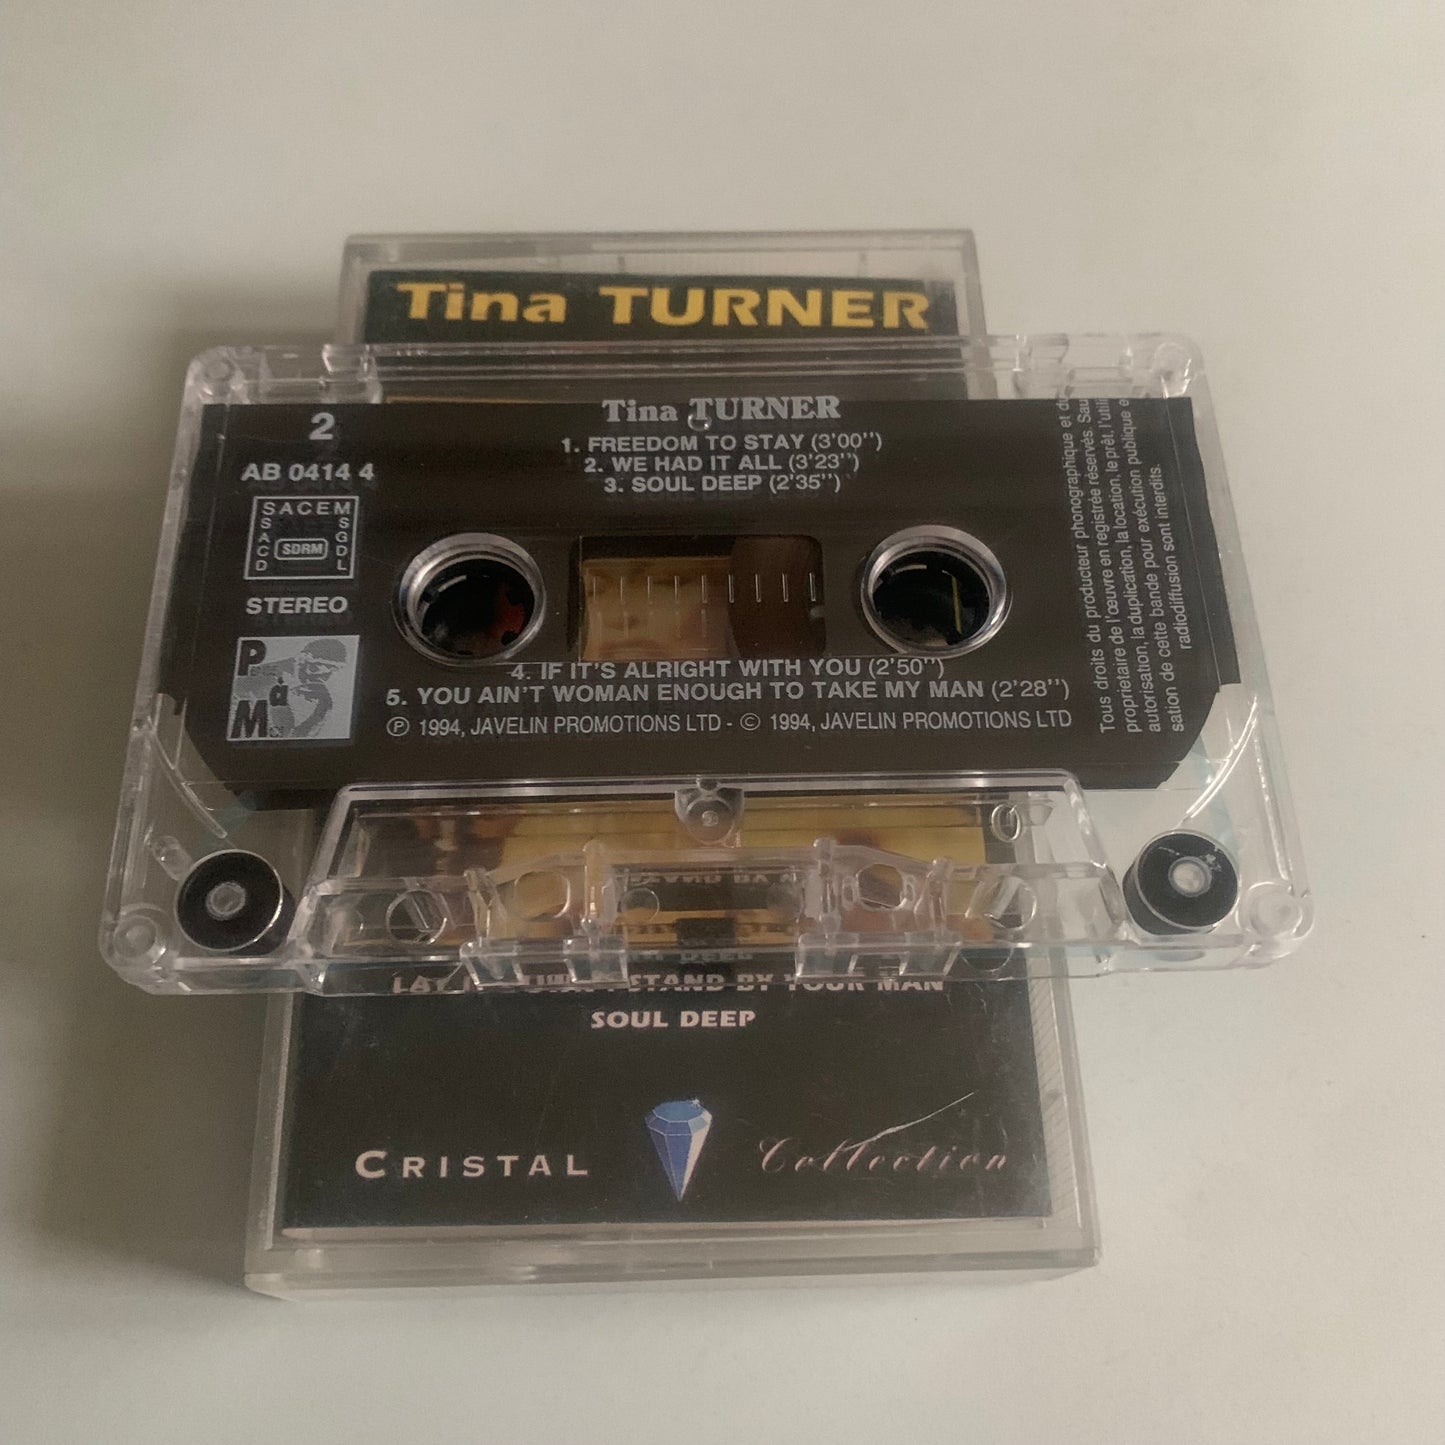 Tina TURNER
2
AB 0414 4
SACEM
SACD
SDRM
SGDL
STEREO
P
à
M
Tina TURNER
1. FREEDOM TO STAY (3'00")
2. WE HAD IT ALL (3'23")
3. SOUL DEEP (2'35")
4. IF IT'S ALRIGHT WITH YOU (2'50")
5. YOU AIN'T WOMAN ENOUGH TO TAKE MY MAN (2'28")
℗ 1994, JAVELIN PROMOTIONS LTD - © 1994, JAVELIN PROMOTIONS LTD
Tous droits du producteur phonographique et du
proprietaire de l'œuvre en registrée réservés. Sauf
autorisation, la duplication, la location, le prêt, l'utili
sation de cette bande pour exécution publique e
radiodiffusion sont interdits.
STAND BY YOUR MAN
SOUL DEEP
CRISTAL
Collection